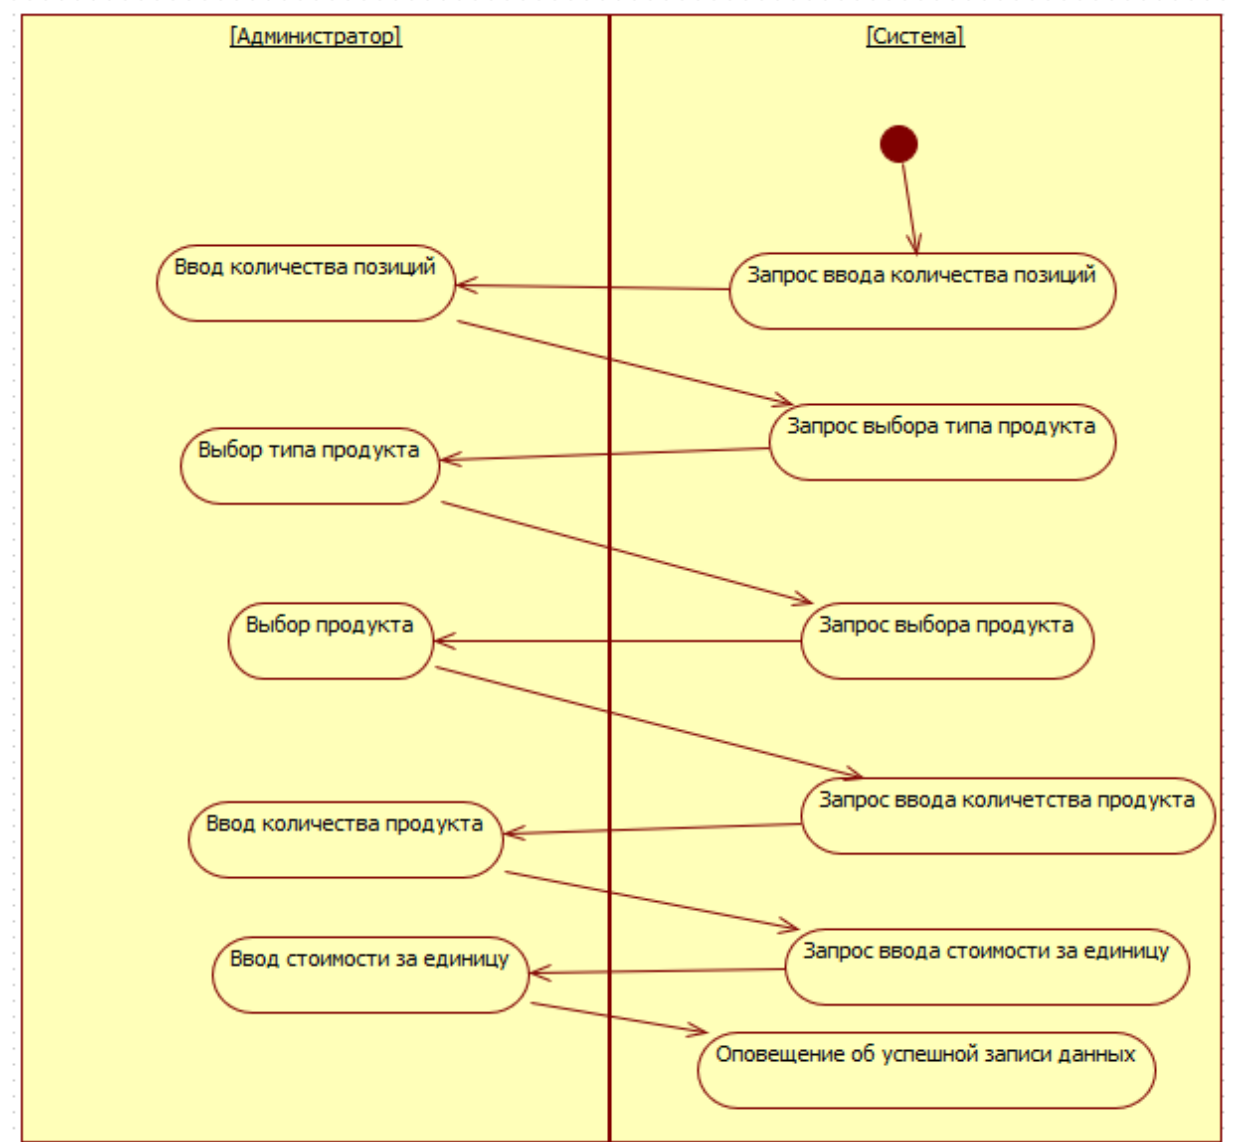 [Администратор]
[Система]
Ввод количества позиций
Запрос ввода количества позиций
Запрос выбора типа продукта
Выбор типа продукта
Выбор продукта
Запрос выбора продукта
Запрос ввода количетства продукта
Ввод количества продукта
Запрос ввода стоимости за единицу
Ввод стоимости за единицу
Оповещение об успешной записи данных